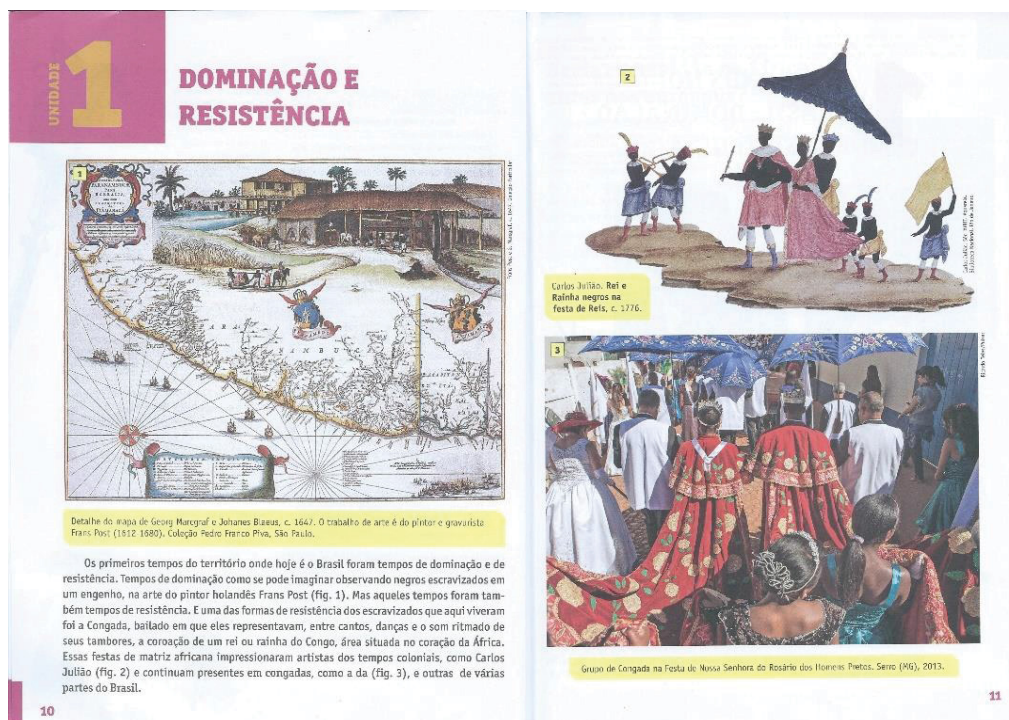 UNIDADE
1
DOMINAÇÃO E
RESISTÊNCIA
1
Detalhe do mapa de Georg Marcgraf e Johanes Blaeus, c. 1647. O trabalho de arte é do pintor e gravurista
Frans Post (1612-1680). Coleção Pedro Franco Piva, São Paulo.
Os primeiros tempos do território onde hoje é o Brasil foram tempos de dominação e de
resistência. Tempos de dominação como se pode imaginar observando negros escravizados em
um engenho, na arte do pintor holandês Frans Post (fig. 1). Mas aqueles tempos foram tam-
bém tempos de resistência. E uma das formas de resistência dos escravizados que aqui viveram
foi a Congada, bailado em que eles representavam, entre cantos, danças e o som ritmado de
seus tambores, a coroação de um rei ou rainha do Congo, área situada no coração da África.
Essas festas de matriz africana impressionaram artistas dos tempos coloniais, como Carlos
Julião (fig. 2) e continuam presentes em congadas, como a da (fig. 3), e outras de várias
partes do Brasil.
10
2
Carlos Julião. Rei e
Rainha negros na
festa de Reis, c. 1776.
3
Grupo de Congada na Festa de Nossa Senhora do Rosário dos Homens Pretos. Serro (MG), 2013.
11